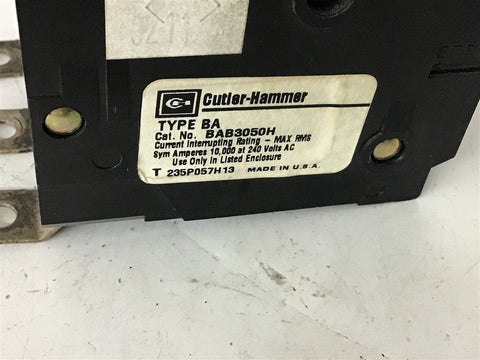 Cutler-Hammer
TYPE BA
Cat. No. BAB3050H
Current Interrupting Rating - MAX RMS
Sym Amperes 10,000 at 240 Volts AC
Use Only In Listed Enclosure
T 235P057H13 MADE IN U.S.A.